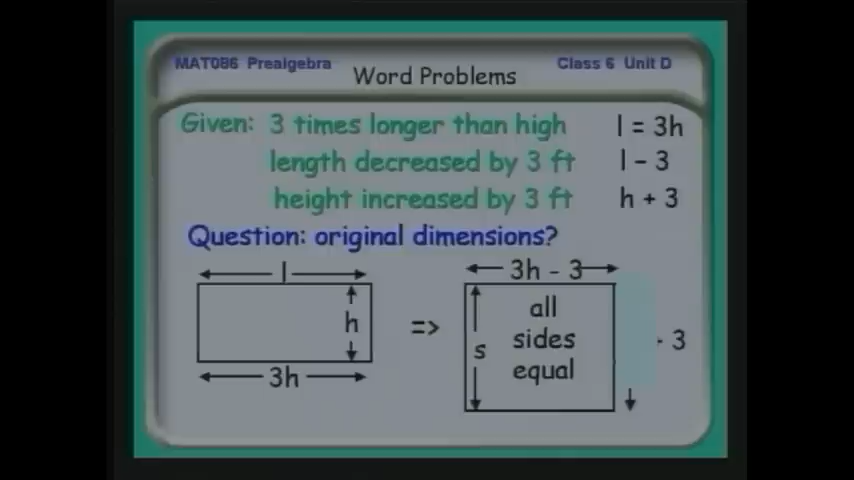 MAT086 Prealgebra
Word Problems
Class 6 Unit D
Given: 3 times longer than high l = 3h
length decreased by 3 ft l - 3
height increased by 3 ft h + 3
Question: original dimensions?
l
3h - 3
h
=>
all
sides
equal
s
3
3h